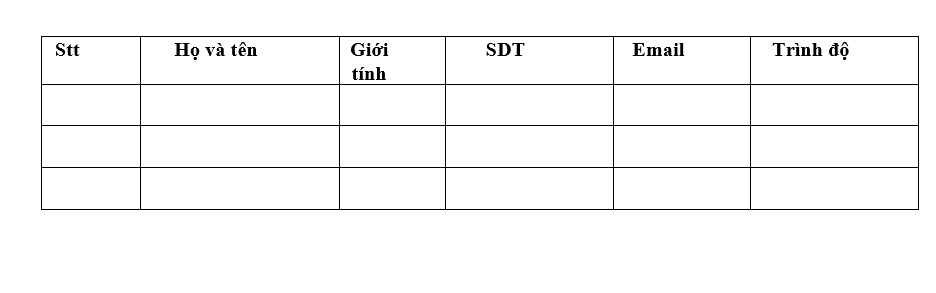 Stt Họ và tên Giới SDT Email Trình độ
tính